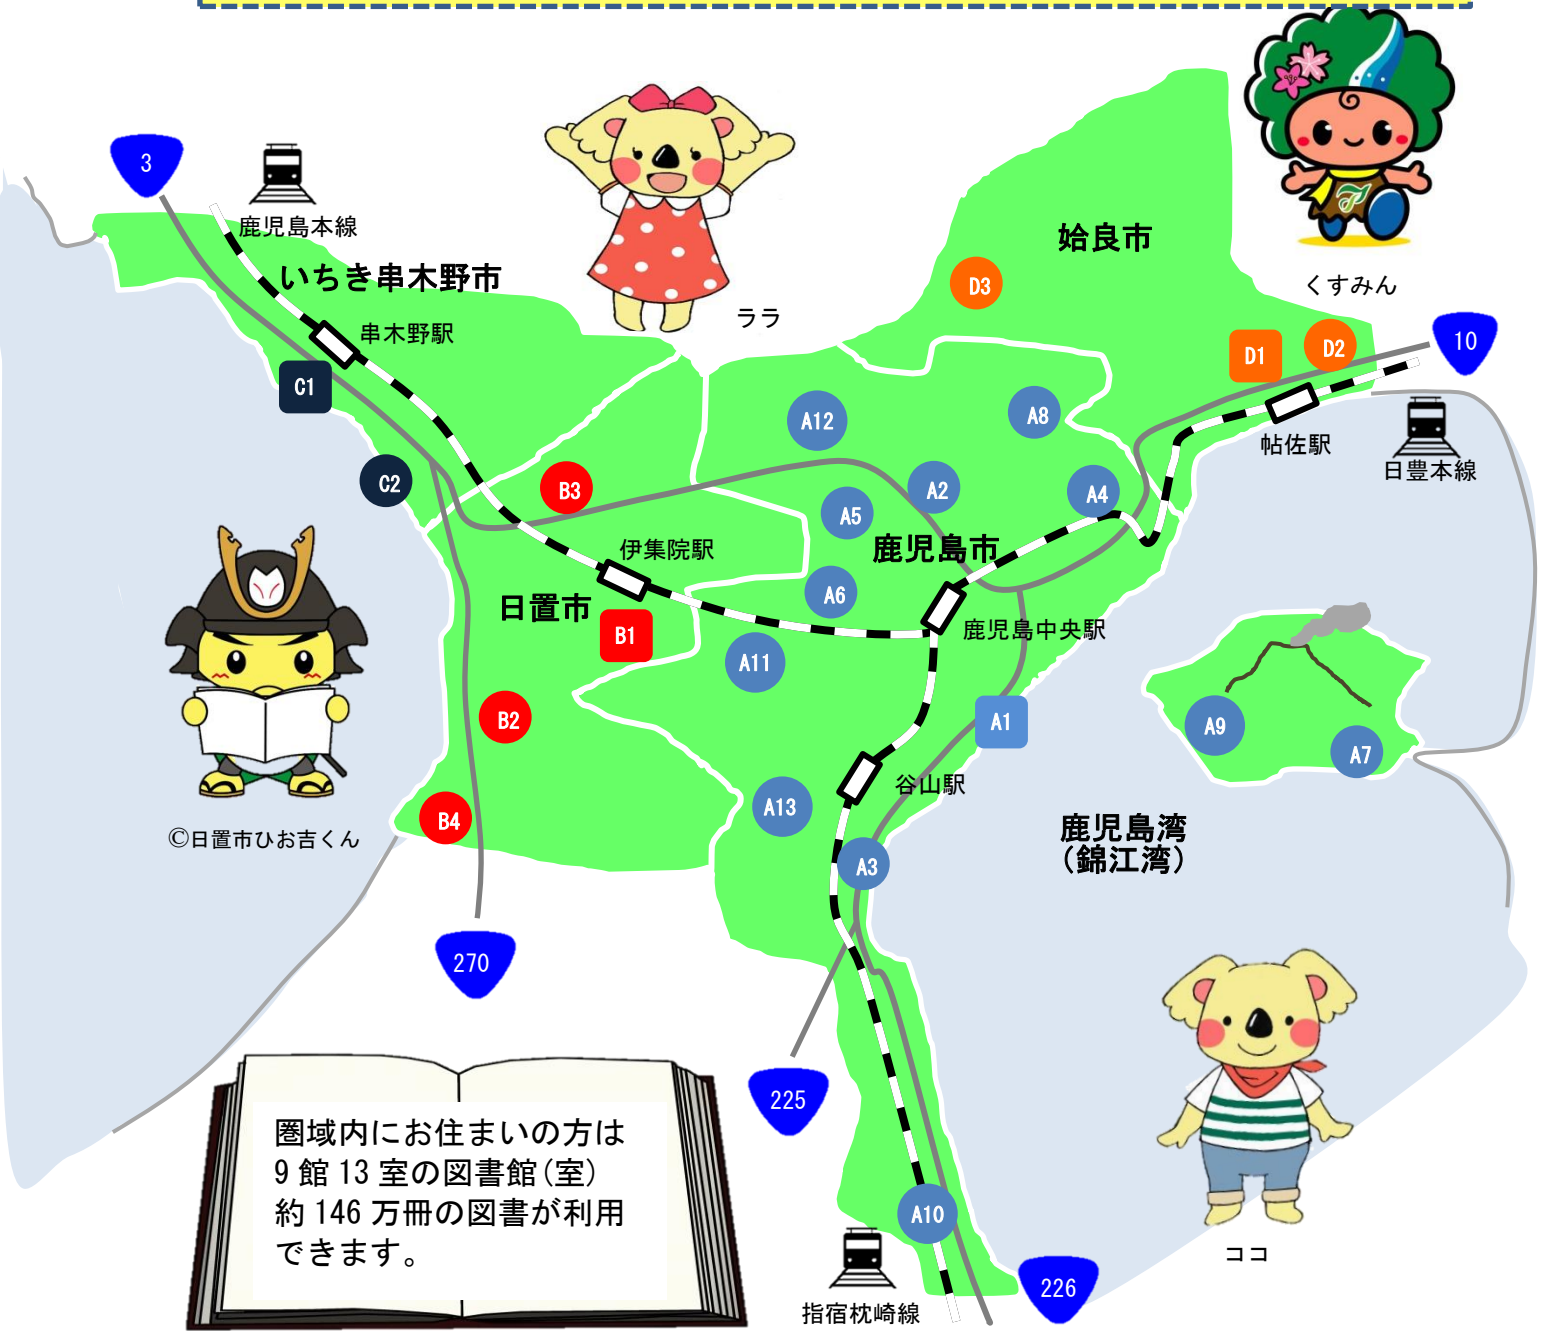 3
鹿児島本線
いちき串木野市
串木野駅
ララ
姶良市
くすみん
D3
D1
D2
10
帖佐駅
日豊本線
C1
C2
A12
A8
B3
A5
A2
A4
鹿児島市
伊集院駅
日置市
B1
A6
鹿児島中央駅
A11
B2
A1
A9
A7
谷山駅
A13
B4
A3
©日置市ひお吉くん
鹿児島湾
（錦江湾）
270
225
圏域内にお住まいの方は
9館13室の図書館(室)
約146万冊の図書が利用
できます。
A10
指宿枕崎線
226
ココ